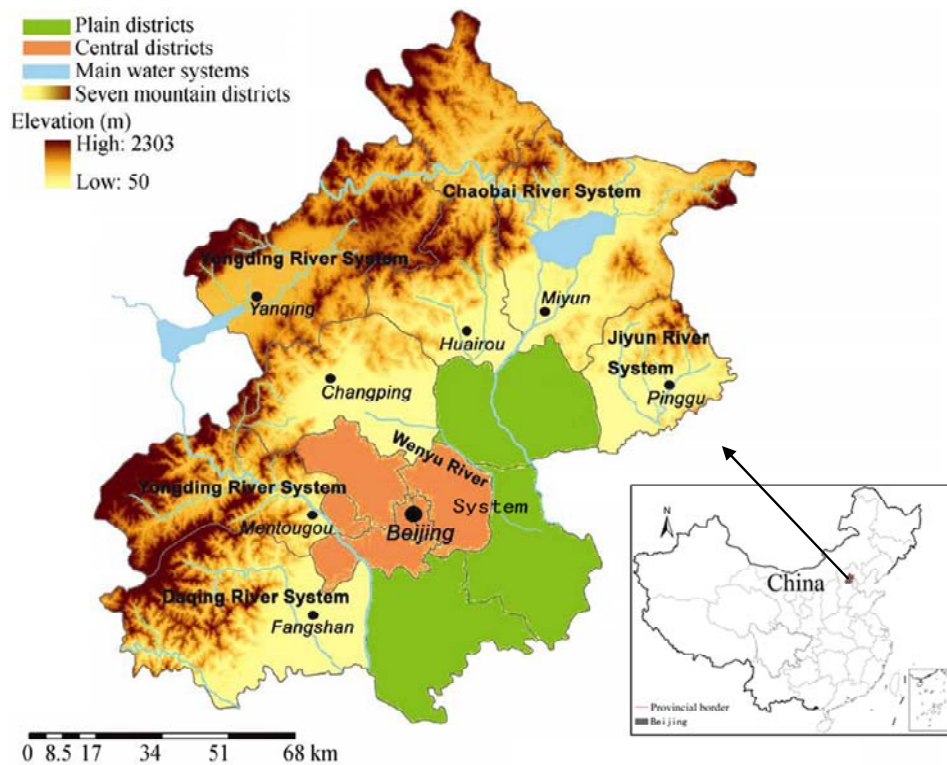 Plain districts
Central districts
Main water systems
Seven mountain districts
Elevation (m)
High: 2303
Low: 50
Chaobai River System
Yongding River System
Yanqing
Miyun
Huairou
Jiyun River
System
Pinggu
Changping
Wenyu River
System
Yongding River System
Mentougou
Beijing
Daqing River System
Fangshan
N
China
Provincial border
Beijing
0 8.5 17 34 51 68 km